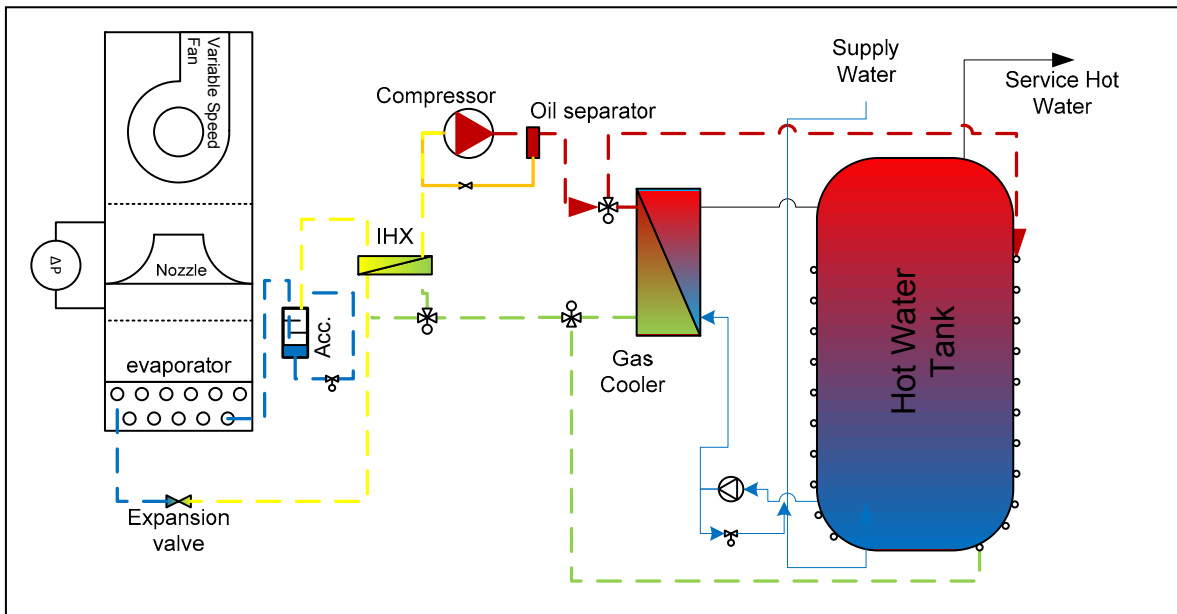 Variable Speed
Fan
ΔP
Nozzle
evaporator
Expansion
valve
Acc.
IHX
Compressor
Oil separator
Gas
Cooler
Supply
Water
Service Hot
Water
Hot Water
Tank